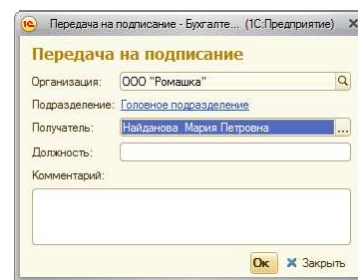 Передача на подписание - Бухгалте... (1С:Предприятие)
Передача на подписание
Организация: ООО "Ромашка"
Подразделение: Головное подразделение
Получатель: Найданова Мария Петровна ...
Должность:
Комментарий:
Ок Закрыть